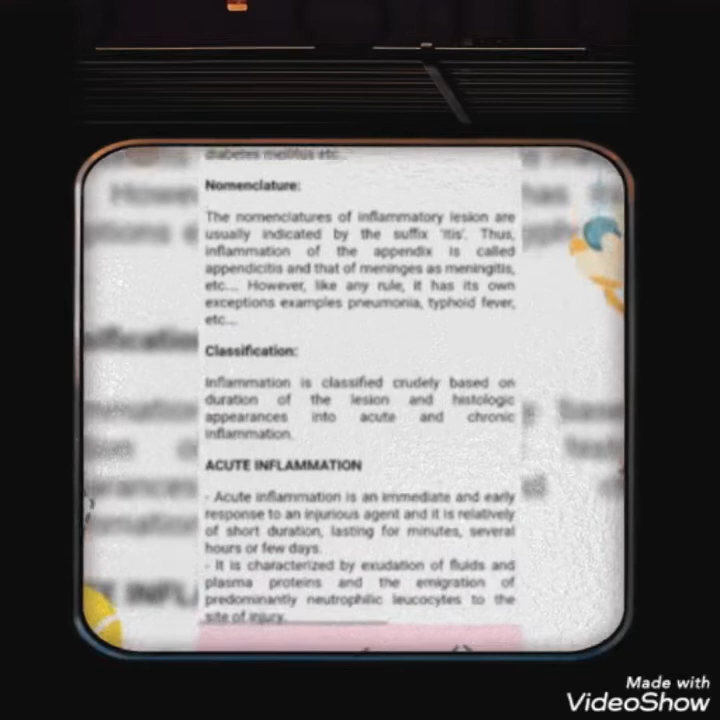 diabetes mellitus etc...
Nomenclature:
The nomenclatures of inflammatory lesion are
usually indicated by the suffix 'itis'. Thus,
inflammation of the appendix is called
appendicitis and that of meninges as meningitis,
etc... However, like any rule, it has its own
exceptions examples pneumonia, typhoid fever,
etc...
Classification:
Inflammation is classified crudely based on
duration of the lesion and histologic
appearances into acute and chronic
inflammation.
ACUTE INFLAMMATION
- Acute inflammation is an immediate and early
response to an injurious agent and it is relatively
of short duration, lasting for minutes, several
hours or few days.
- It is characterized by exudation of fluids and
plasma proteins and the emigration of
predominantly neutrophilic leucocytes to the
site of injury.
Made with
VideoShow